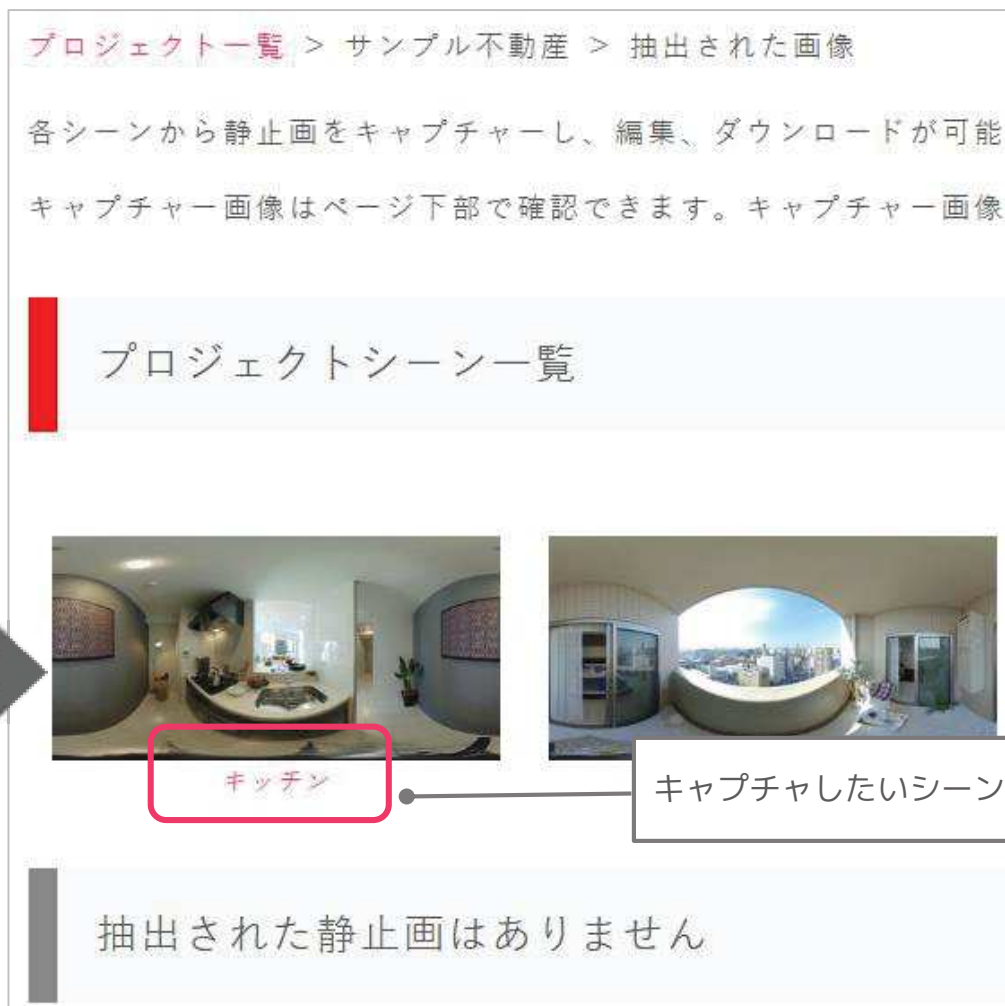 プロジェクト一覧 > サンプル不動産 > 抽出された画像
各シーンから静止画をキャプチャーし、編集、ダウンロードが可能
キャプチャー画像はページ下部で確認できます。キャプチャー画像
プロジェクトシーン一覧
キッチン
キャプチャしたいシーン
抽出された静止画はありません